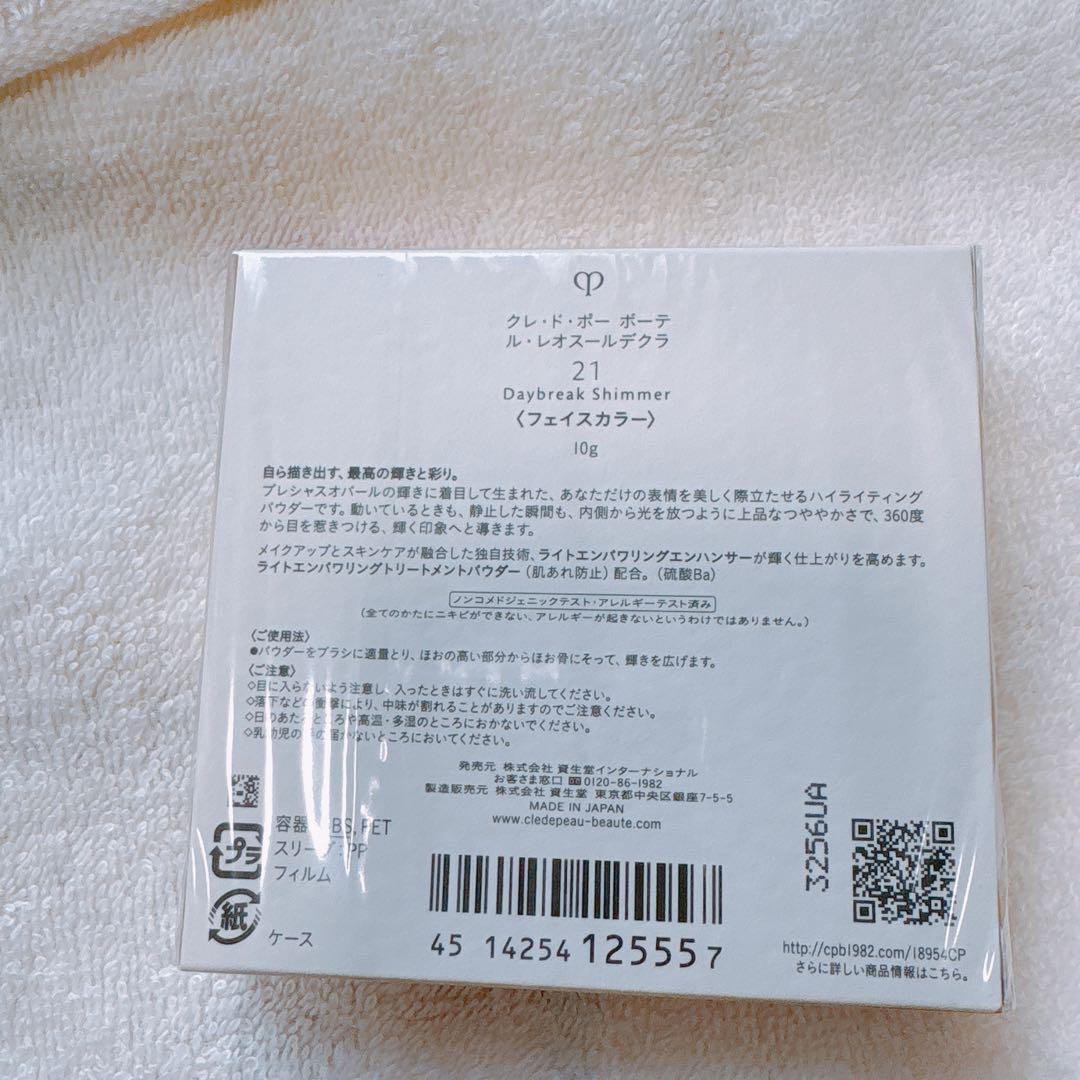 クレ・ド・ポー ボーテ
ル・レオスールデクラ
21
Daybreak Shimmer
〈フェイスカラー〉
10g
自ら描き出す、最高の輝きと彩り。
プレシャスオパールの輝きに着目して生まれた、あなただけの表情を美しく際立たせるハイライティング
パウダーです。動いているときも、静止した瞬間も、内側から光を放つように上品なつややかさで、360度
から目を惹きつける、輝く印象へと導きます。
メイクアップとスキンケアが融合した独自技術、ライトエンパワリングエンハンサーが輝く仕上がりを高めます。
ライトエンパワリングトリートメントパウダー（肌あれ防止）配合。（硫酸Ba）
ノンコメドジェニックテスト・アレルギーテスト済み
（全てのかたにニキビができない、アレルギーが起きないというわけではありません。）
〈ご使用法〉
●パウダーをブラシに適量とり、ほおの高い部分からほお骨にそって、輝きを広げます。
〈ご注意〉
◇目に入らないよう注意し、入ったときはすぐに洗い流してください。
◇落下などの衝撃により、中味が割れることがありますのでご注意ください。
◇日のあたるところや高温・多湿のところにおかないでください。
◇乳幼児の手の届かないところにおいてください。
発売元 株式会社 資生堂インターナショナル
お客さま窓口 0120-86-1982
製造販売元 株式会社 資生堂 東京都中央区銀座7-5-5
MADE IN JAPAN
www.cledepeau-beaute.com
プラ
容器 BS, PET
スリーブ:PP
フィルム
紙
ケース
45 14254 12555 7
3256UA
http://cpb1982.com/18954CP
さらに詳しい商品情報はこちら。